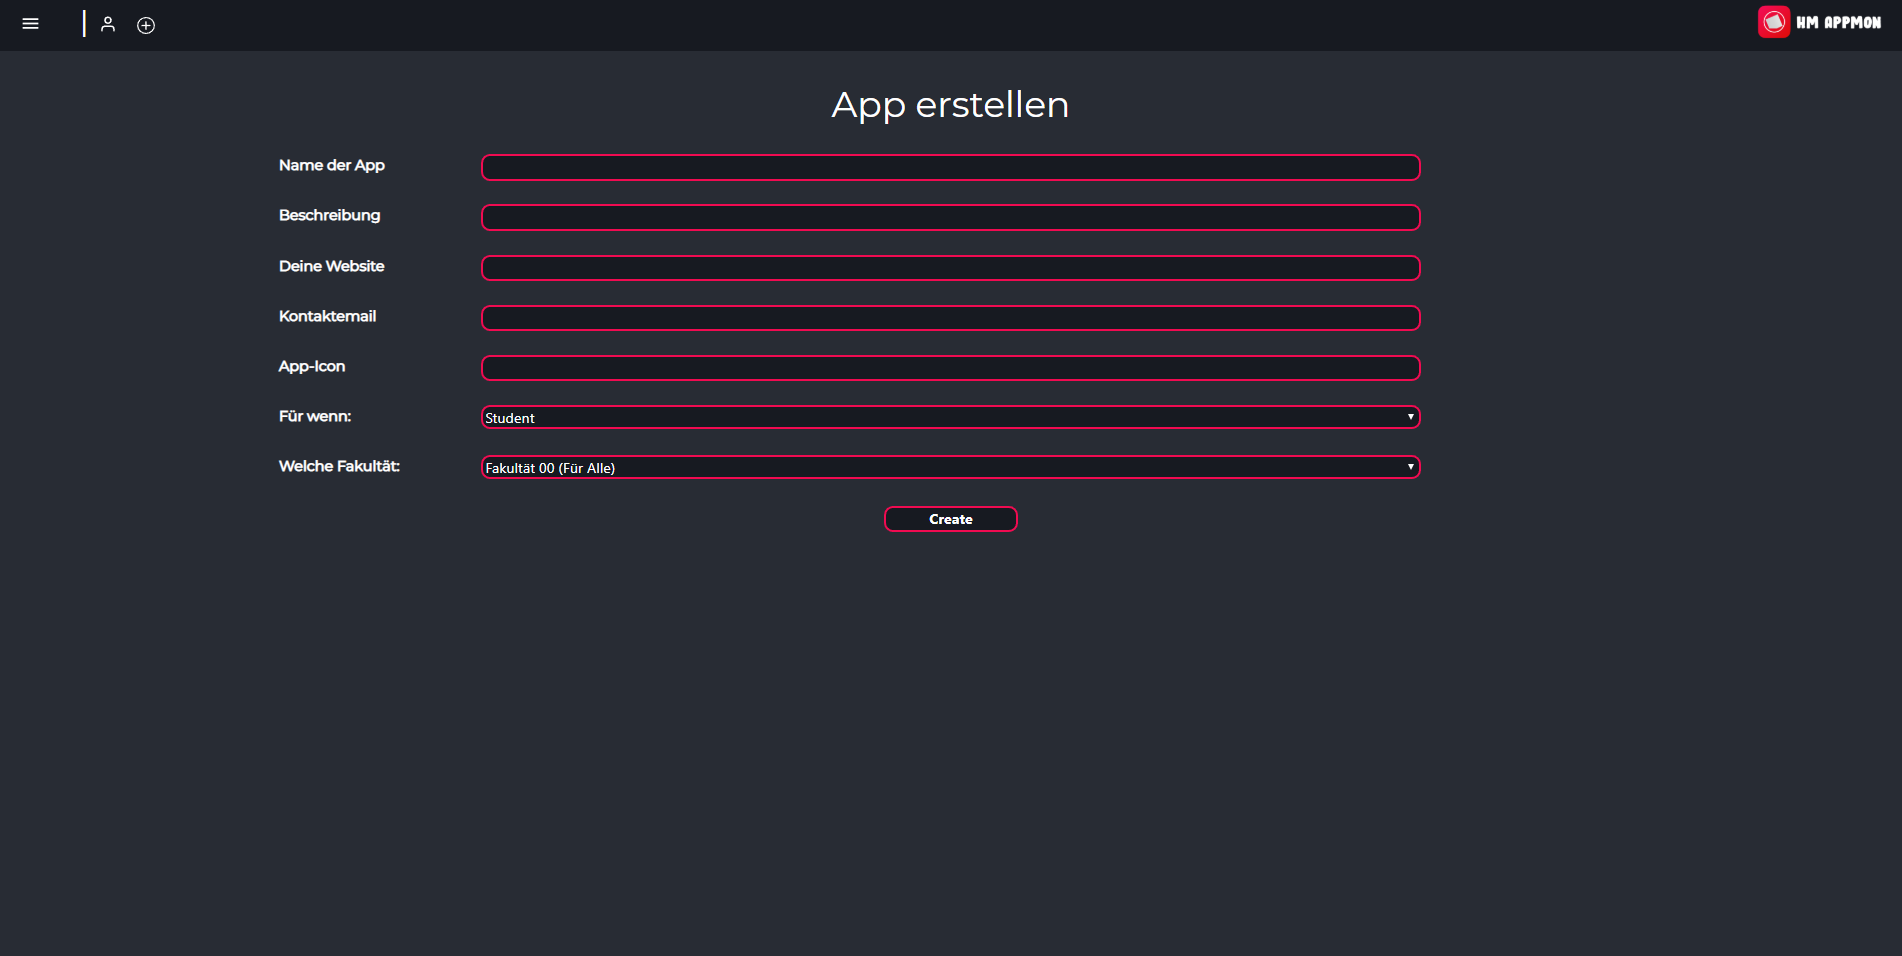 HM APPMON
App erstellen
Name der App
Beschreibung
Deine Website
Kontaktemail
App-Icon
Für wenn:
Student
Welche Fakultät:
Fakultät 00 (Für Alle)
Create